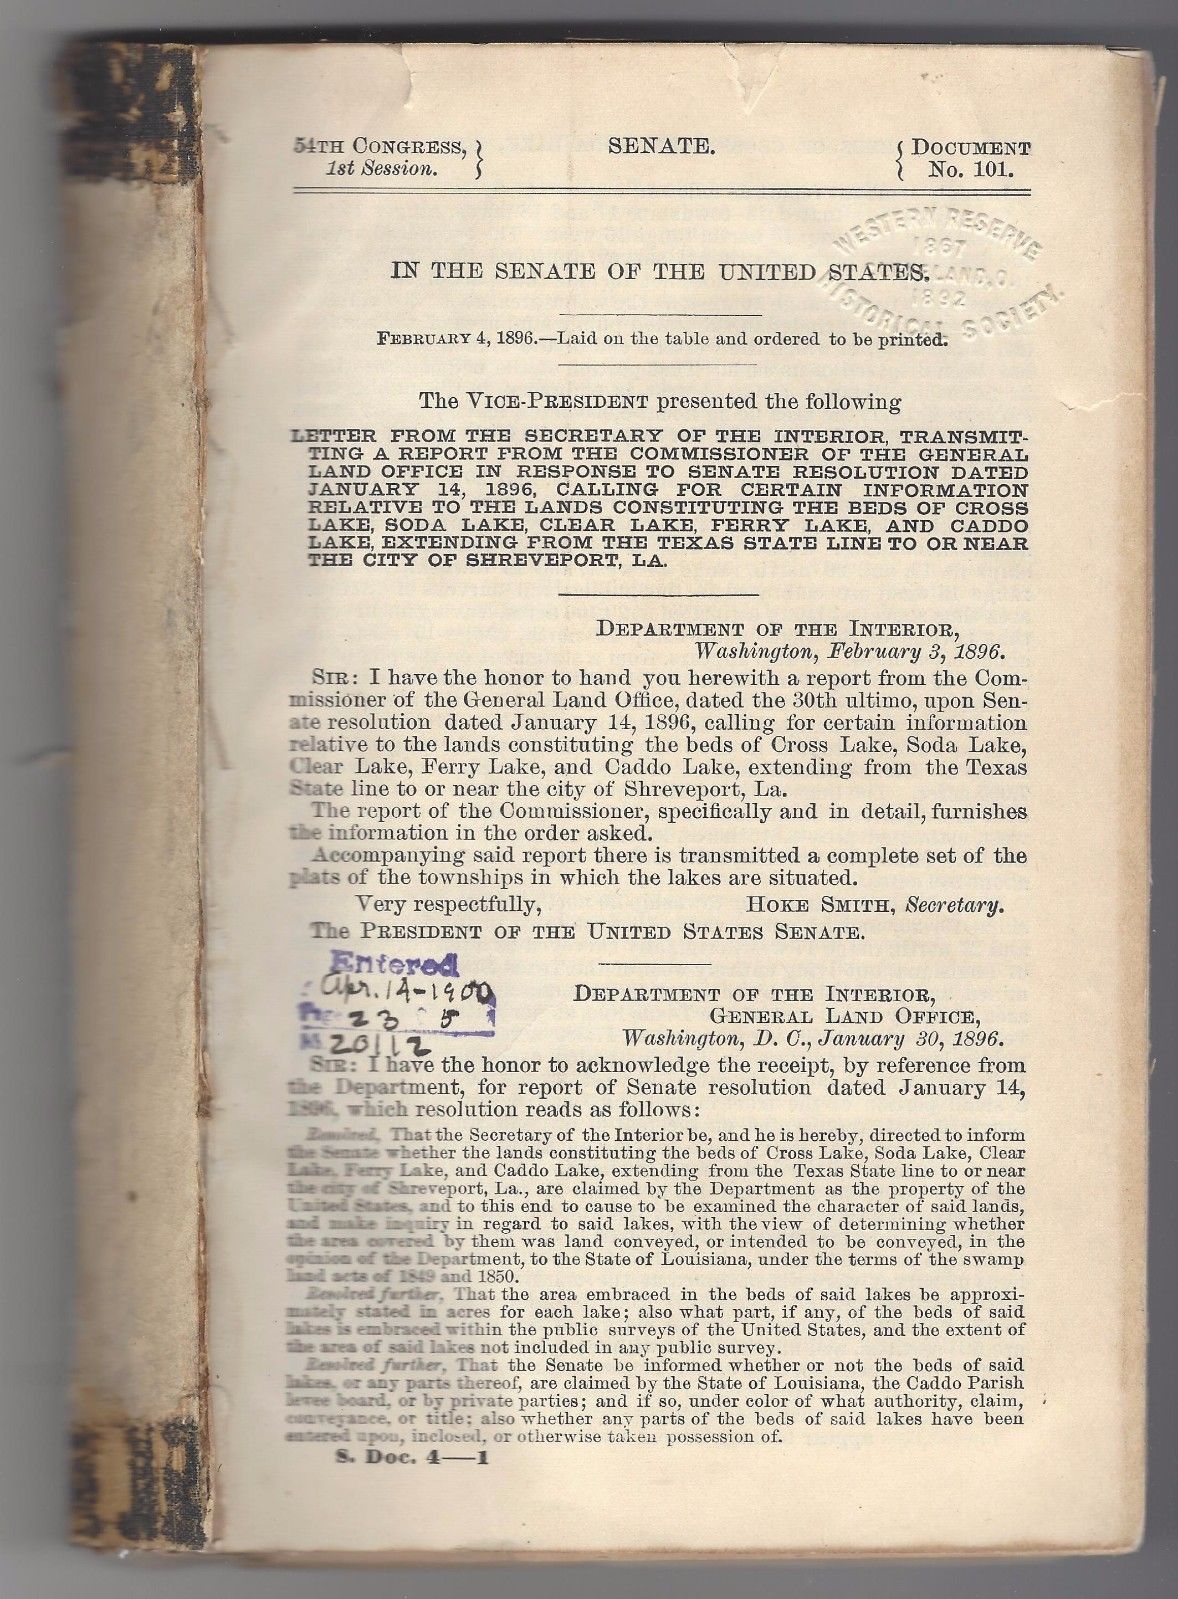 54TH CONGRESS, } SENATE. { DOCUMENT
1st Session. No. 101.
WESTERN RESERVE
1867
CLEVELAND.O.
1892
HISTORICAL SOCIETY.
IN THE SENATE OF THE UNITED STATES.
FEBRUARY 4, 1896.—Laid on the table and ordered to be printed.
The VICE-PRESIDENT presented the following
LETTER FROM THE SECRETARY OF THE INTERIOR, TRANSMIT-
TING A REPORT FROM THE COMMISSIONER OF THE GENERAL
LAND OFFICE IN RESPONSE TO SENATE RESOLUTION DATED
JANUARY 14, 1896, CALLING FOR CERTAIN INFORMATION
RELATIVE TO THE LANDS CONSTITUTING THE BEDS OF CROSS
LAKE, SODA LAKE, CLEAR LAKE, FERRY LAKE, AND CADDO
LAKE, EXTENDING FROM THE TEXAS STATE LINE TO OR NEAR
THE CITY OF SHREVEPORT, LA.
DEPARTMENT OF THE INTERIOR,
Washington, February 3, 1896.
SIR: I have the honor to hand you herewith a report from the Com-
missioner of the General Land Office, dated the 30th ultimo, upon Sen-
ate resolution dated January 14, 1896, calling for certain information
relative to the lands constituting the beds of Cross Lake, Soda Lake,
Clear Lake, Ferry Lake, and Caddo Lake, extending from the Texas
State line to or near the city of Shreveport, La.
The report of the Commissioner, specifically and in detail, furnishes
the information in the order asked.
Accompanying said report there is transmitted a complete set of the
plats of the townships in which the lakes are situated.
Very respectfully, HOKE SMITH, Secretary.
The PRESIDENT OF THE UNITED STATES SENATE.
Entered
Apr. 14-1900
23 5
20112
DEPARTMENT OF THE INTERIOR,
GENERAL LAND OFFICE,
Washington, D. C., January 30, 1896.
SIR: I have the honor to acknowledge the receipt, by reference from
the Department, for report of Senate resolution dated January 14,
1896, which resolution reads as follows:
Resolved, That the Secretary of the Interior be, and he is hereby, directed to inform
the Senate whether the lands constituting the beds of Cross Lake, Soda Lake, Clear
Lake, Ferry Lake, and Caddo Lake, extending from the Texas State line to or near
the city of Shreveport, La., are claimed by the Department as the property of the
United States, and to this end to cause to be examined the character of said lands,
and make inquiry in regard to said lakes, with the view of determining whether
the area covered by them was land conveyed, or intended to be conveyed, in the
opinion of the Department, to the State of Louisiana, under the terms of the swamp
land acts of 1849 and 1850.
Resolved further, That the area embraced in the beds of said lakes be approxi-
mately stated in acres for each lake; also what part, if any, of the beds of said
lakes is embraced within the public surveys of the United States, and the extent of
the area of said lakes not included in any public survey.
Resolved further, That the Senate be informed whether or not the beds of said
lakes, or any parts thereof, are claimed by the State of Louisiana, the Caddo Parish
levee board, or by private parties; and if so, under color of what authority, claim,
conveyance, or title; also whether any parts of the beds of said lakes have been
entered upon, inclosed, or otherwise taken possession of.
S. Doc. 4——1